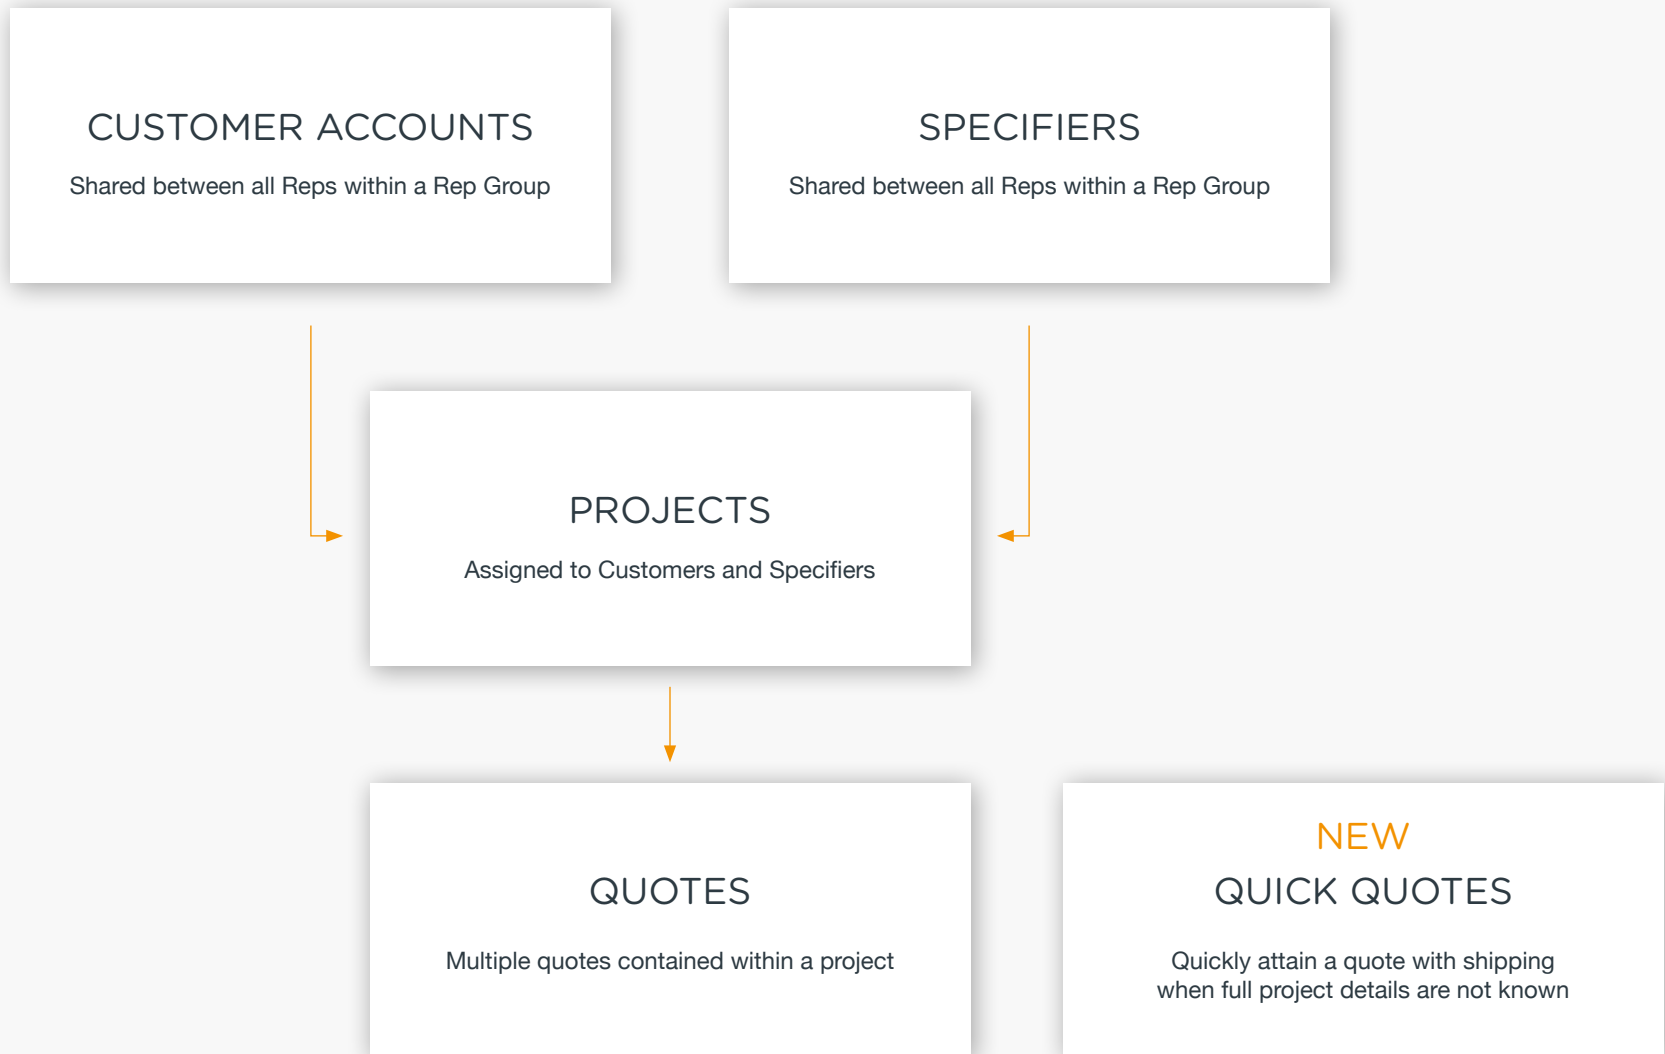 CUSTOMER ACCOUNTS
Shared between all Reps within a Rep Group
SPECIFIERS
Shared between all Reps within a Rep Group
PROJECTS
Assigned to Customers and Specifiers
QUOTES
Multiple quotes contained within a project
NEW
QUICK QUOTES
Quickly attain a quote with shipping
when full project details are not known